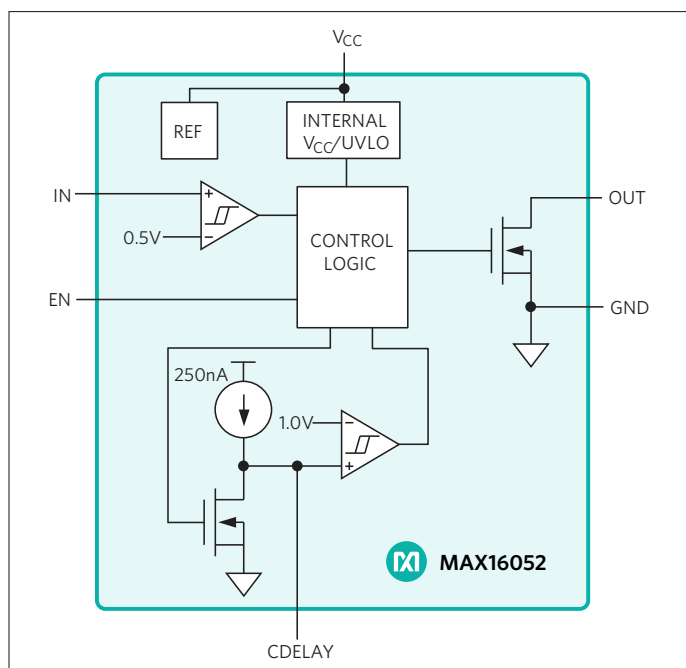 VCC
REF
INTERNAL
VCC/UVLO
IN
+
−
0.5V
CONTROL
LOGIC
OUT
EN
GND
250nA
1.0V
−
+
MAX16052
CDELAY